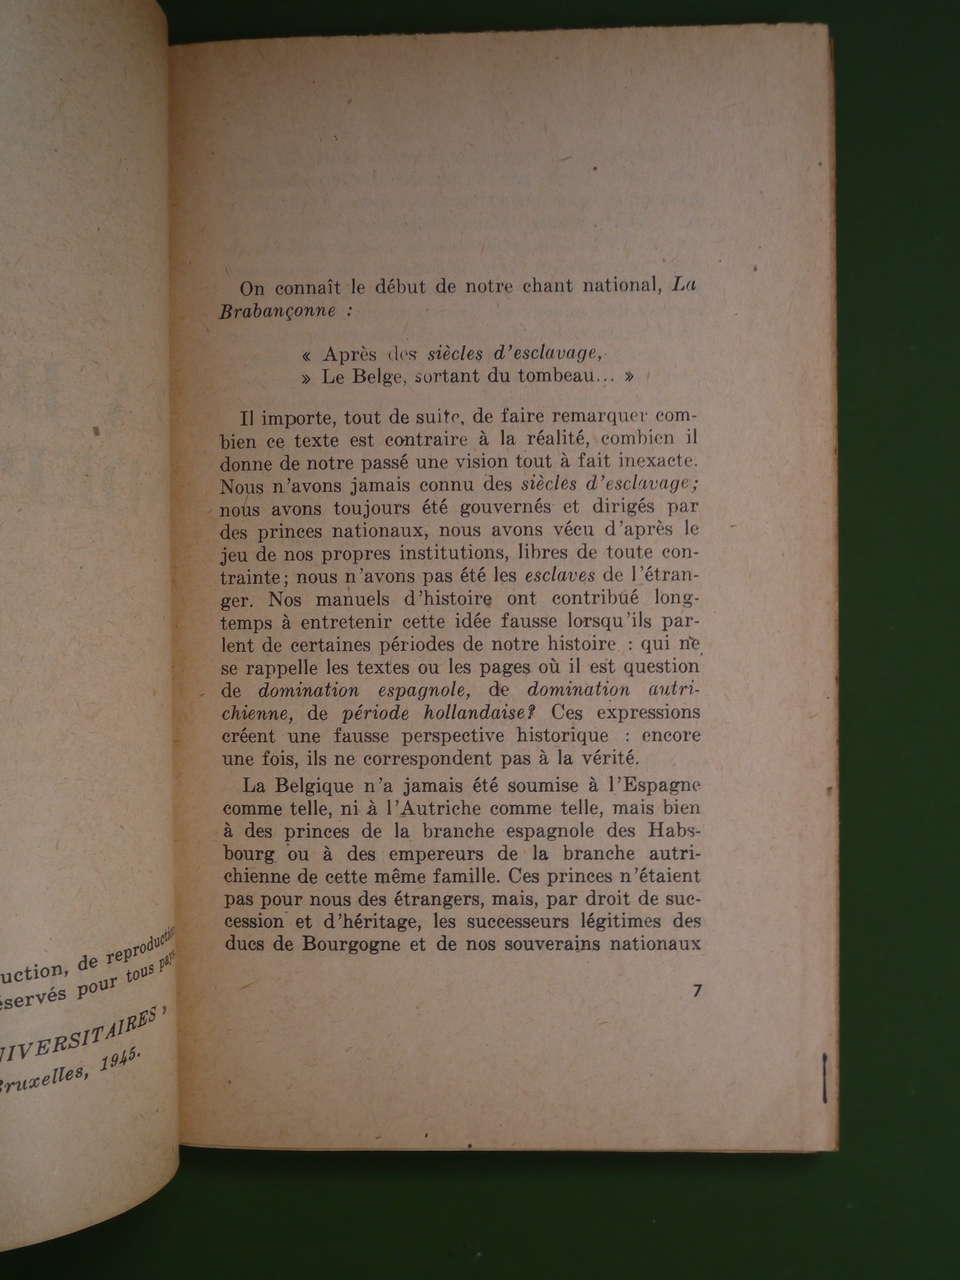 uction, de reproduction
servés pour tous pays
IVERSITAIRES"
Bruxelles, 1945.
On connaît le début de notre chant national, La
Brabançonne :
« Après des siècles d'esclavage,
» Le Belge, sortant du tombeau... »
Il importe, tout de suite, de faire remarquer com-
bien ce texte est contraire à la réalité, combien il
donne de notre passé une vision tout à fait inexacte.
Nous n'avons jamais connu des siècles d'esclavage;
nous avons toujours été gouvernés et dirigés par
des princes nationaux, nous avons vécu d'après le
jeu de nos propres institutions, libres de toute con-
trainte; nous n'avons pas été les esclaves de l'étran-
ger. Nos manuels d'histoire ont contribué long-
temps à entretenir cette idée fausse lorsqu'ils par-
lent de certaines périodes de notre histoire : qui ne
se rappelle les textes ou les pages où il est question
de domination espagnole, de domination autri-
chienne, de période hollandaise? Ces expressions
créent une fausse perspective historique : encore
une fois, ils ne correspondent pas à la vérité.
La Belgique n'a jamais été soumise à l'Espagne
comme telle, ni à l'Autriche comme telle, mais bien
à des princes de la branche espagnole des Habs-
bourg ou à des empereurs de la branche autri-
chienne de cette même famille. Ces princes n'étaient
pas pour nous des étrangers, mais, par droit de suc-
cession et d'héritage, les successeurs légitimes des
ducs de Bourgogne et de nos souverains nationaux
7